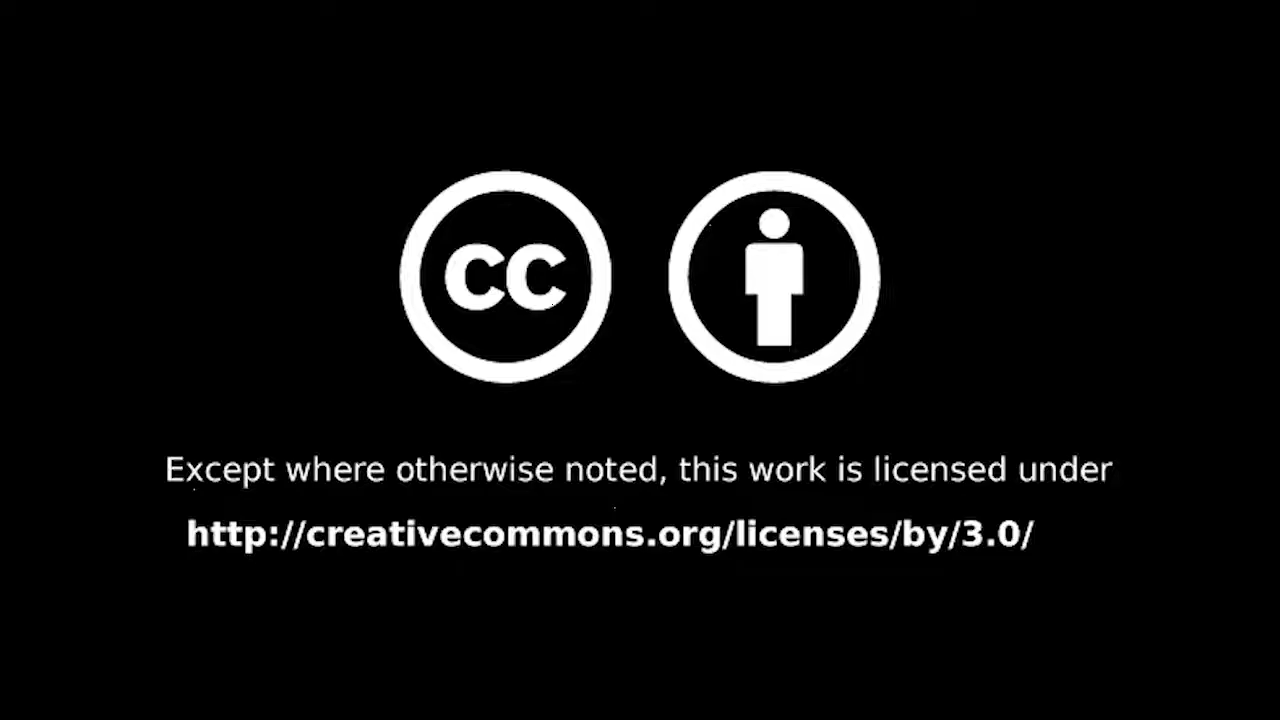 cc
Except where otherwise noted, this work is licensed under
http://creativecommons.org/licenses/by/3.0/